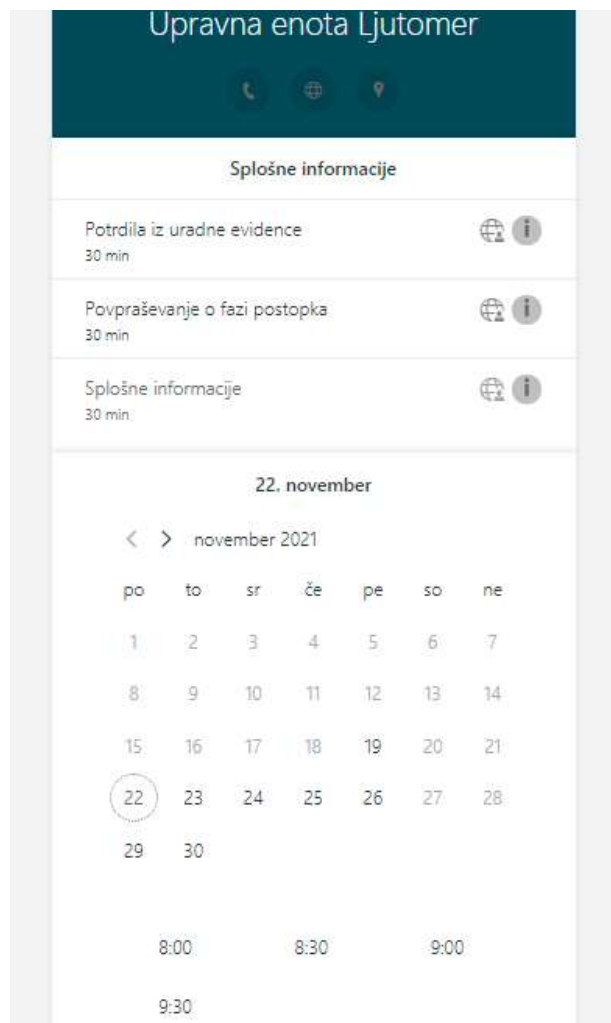 Upravna enota Ljutomer
Splošne informacije
Potrdila iz uradne evidence
30 min
Povpraševanje o fazi postopka
30 min
Splošne informacije
30 min
22. november
november 2021
po to sr če pe so ne
1 2 3 4 5 6 7
8 9 10 11 12 13 14
15 16 17 18 19 20 21
22 23 24 25 26 27 28
29 30
8:00 8:30 9:00
9:30